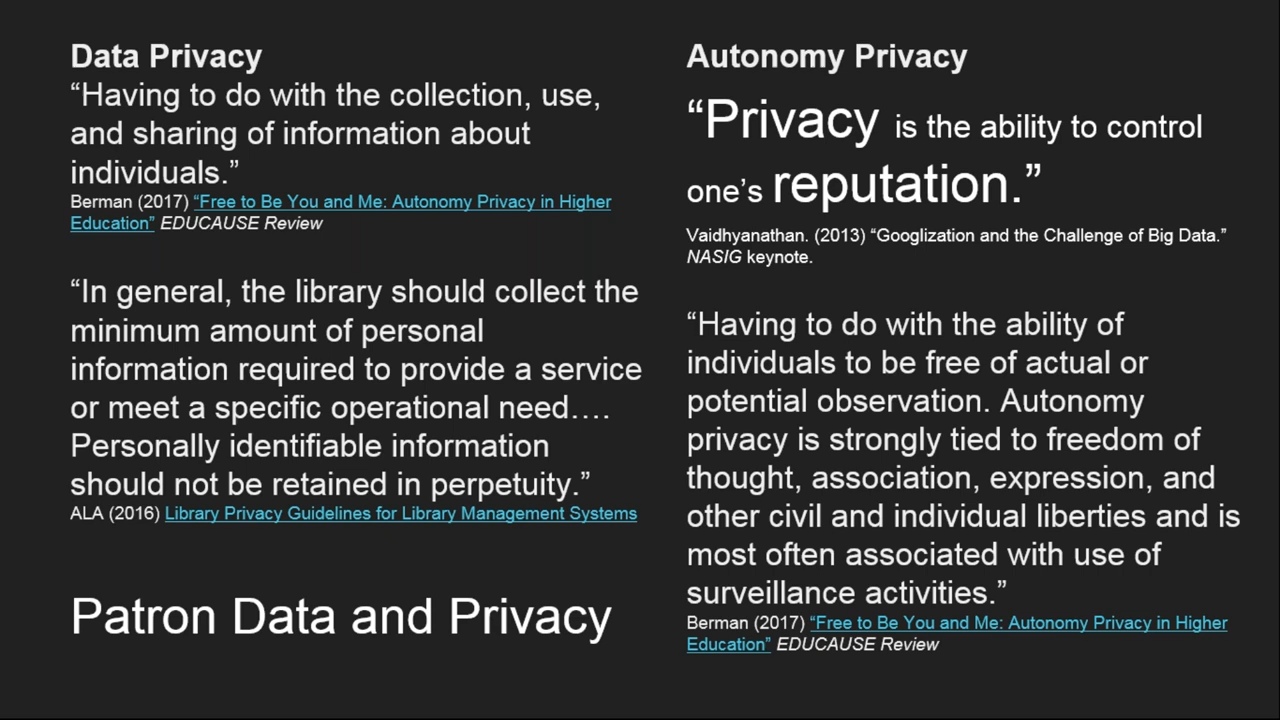 Data Privacy
“Having to do with the collection, use,
and sharing of information about
individuals.”
Berman (2017) “Free to Be You and Me: Autonomy Privacy in Higher
Education” EDUCAUSE Review
“In general, the library should collect the
minimum amount of personal
information required to provide a service
or meet a specific operational need….
Personally identifiable information
should not be retained in perpetuity.”
ALA (2016) Library Privacy Guidelines for Library Management Systems
Patron Data and Privacy
Autonomy Privacy
“Privacy is the ability to control
one’s reputation.”
Vaidhyanathan. (2013) “Googlization and the Challenge of Big Data.”
NASIG keynote.
“Having to do with the ability of
individuals to be free of actual or
potential observation. Autonomy
privacy is strongly tied to freedom of
thought, association, expression, and
other civil and individual liberties and is
most often associated with use of
surveillance activities.”
Berman (2017) “Free to Be You and Me: Autonomy Privacy in Higher
Education” EDUCAUSE Review